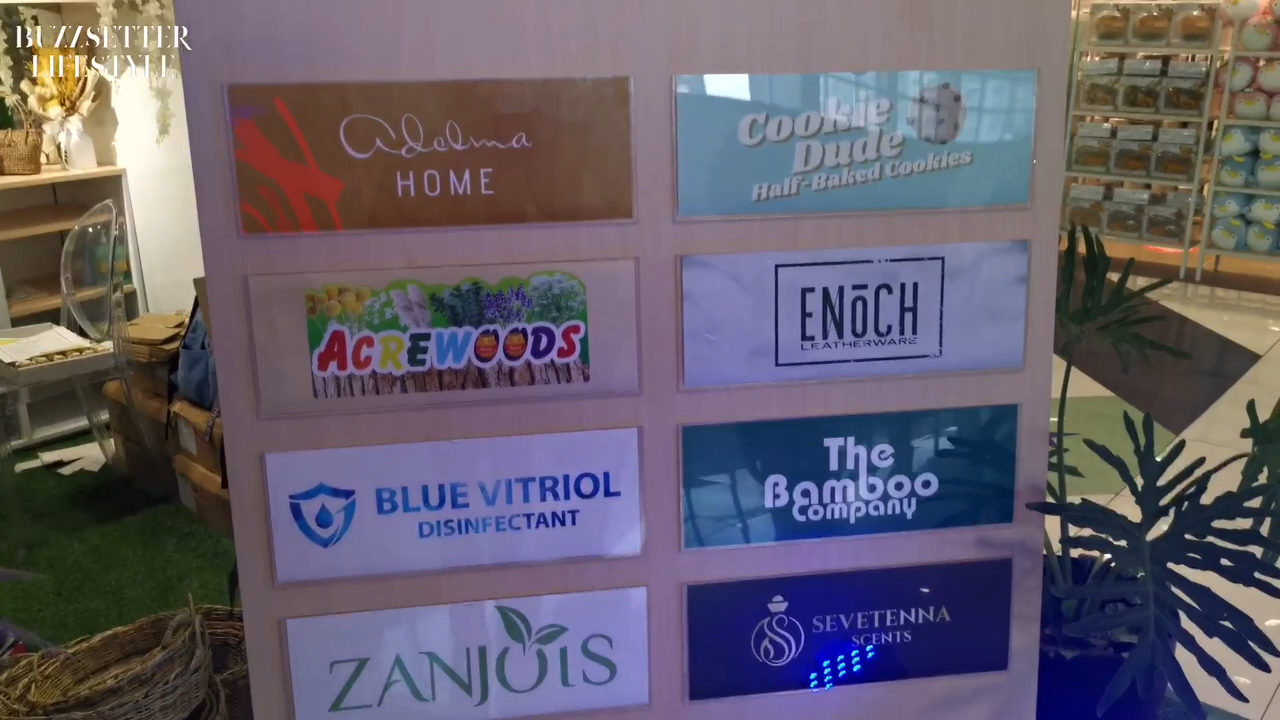 BUZZSETTER
LIFESTYLE
Adelma
HOME
Cookie
Dude
Half-Baked Cookies
ACREWOODS
ENōCH
LEATHERWARE
BLUE VITRIOL
DISINFECTANT
The
Bamboo
Company
ZANJOIS
SEVETENNA
SCENTS